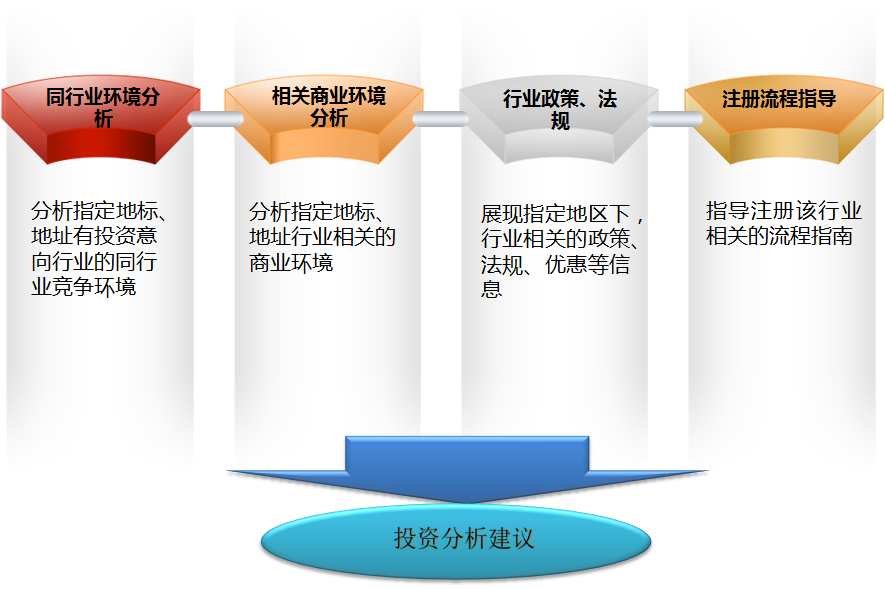 同行业环境分
析
相关商业环境
分析
行业政策、法
规
注册流程指导
分析指定地标、
地址有投资意
向行业的同行
业竞争环境
分析指定地标、
地址行业相关的
商业环境
展现指定地区下，
行业相关的政策、
法规、优惠等信
息
指导注册该行业
相关的流程指南
投资分析建议